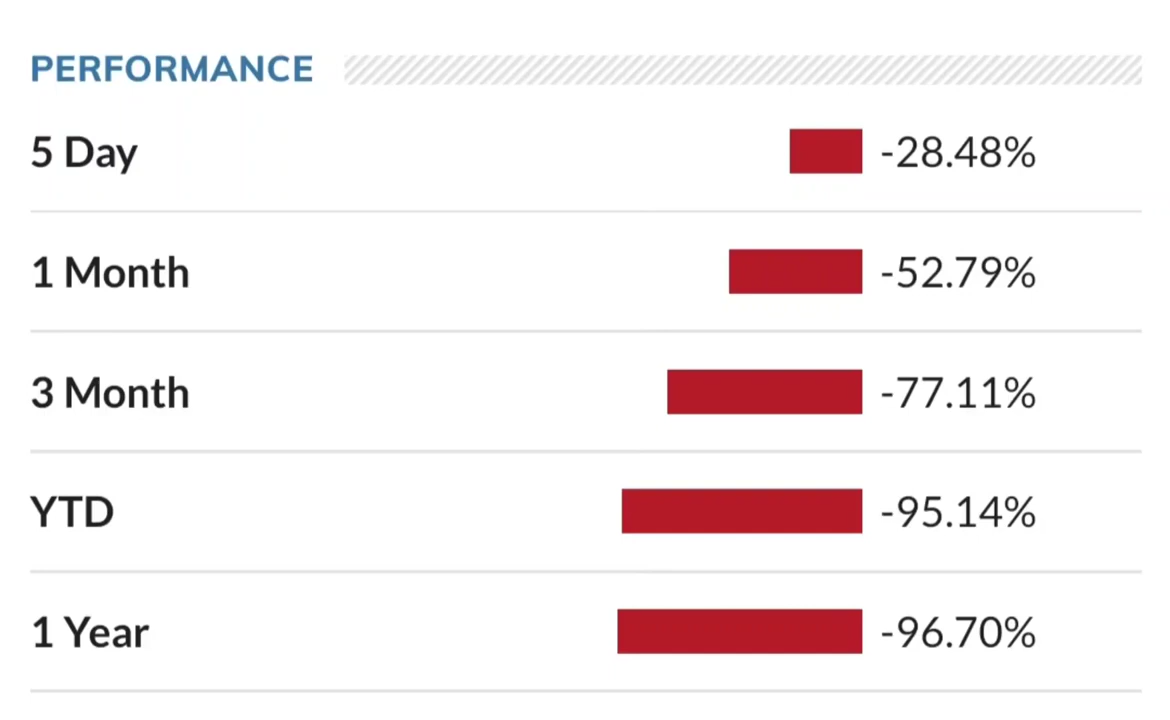 PERFORMANCE
5 Day -28.48%
1 Month -52.79%
3 Month -77.11%
YTD -95.14%
1 Year -96.70%